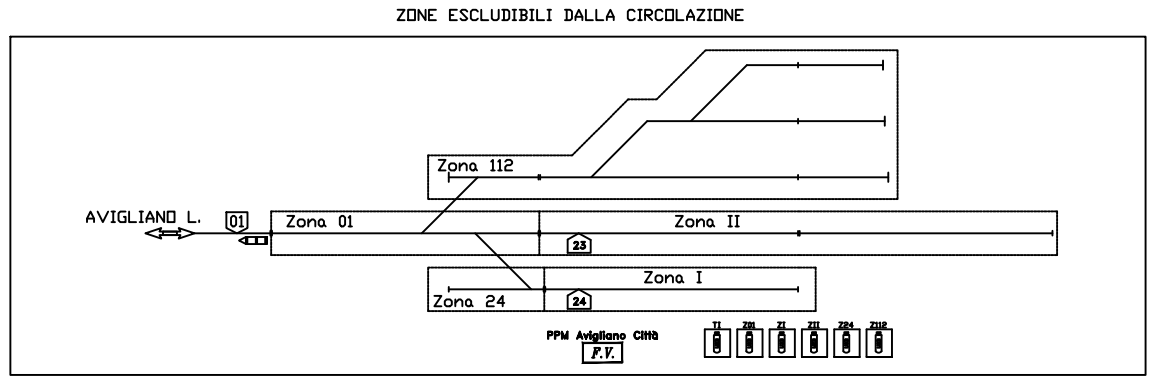 ZONE ESCLUDIBILI DALLA CIRCOLAZIONE
Zona 112
AVIGLIANO L.
01
Zona 01
Zona II
23
Zona I
Zona 24
24
PPM Avigliano Città
F.V.
TI Z01 ZI ZII Z24 Z112